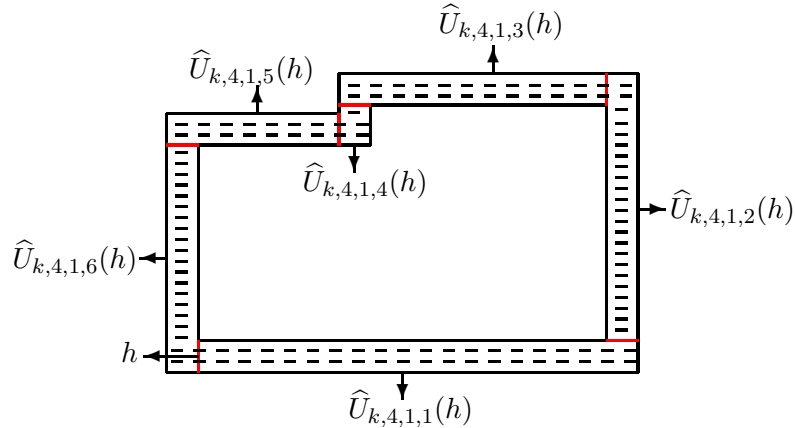 $\widehat{U}_{k,4,1,3}(h)$
$\widehat{U}_{k,4,1,5}(h)$
$\widehat{U}_{k,4,1,4}(h)$
$\widehat{U}_{k,4,1,2}(h)$
$\widehat{U}_{k,4,1,6}(h)$
$h$
$\widehat{U}_{k,4,1,1}(h)$